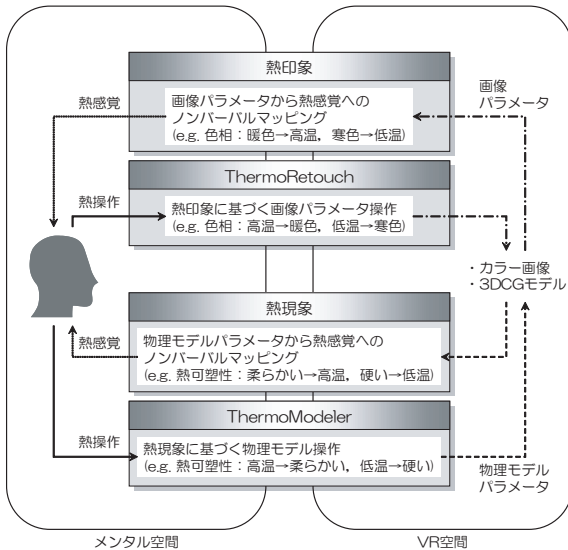 熱印象
画像パラメータから熱感覚への
ノンバーバルマッピング
(e.g. 色相：暖色→高温，寒色→低温)
熱感覚
画像
パラメータ
ThermoRetouch
熱印象に基づく画像パラメータ操作
(e.g. 色相：高温→暖色，低温→寒色)
熱操作
・カラー画像
・3DCGモデル
熱現象
物理モデルパラメータから熱感覚への
ノンバーバルマッピング
(e.g. 熱可塑性：柔らかい→高温，硬い→低温)
熱感覚
ThermoModeler
熱現象に基づく物理モデル操作
(e.g. 熱可塑性：高温→柔らかい，低温→硬い)
熱操作
物理モデル
パラメータ
メンタル空間
VR空間